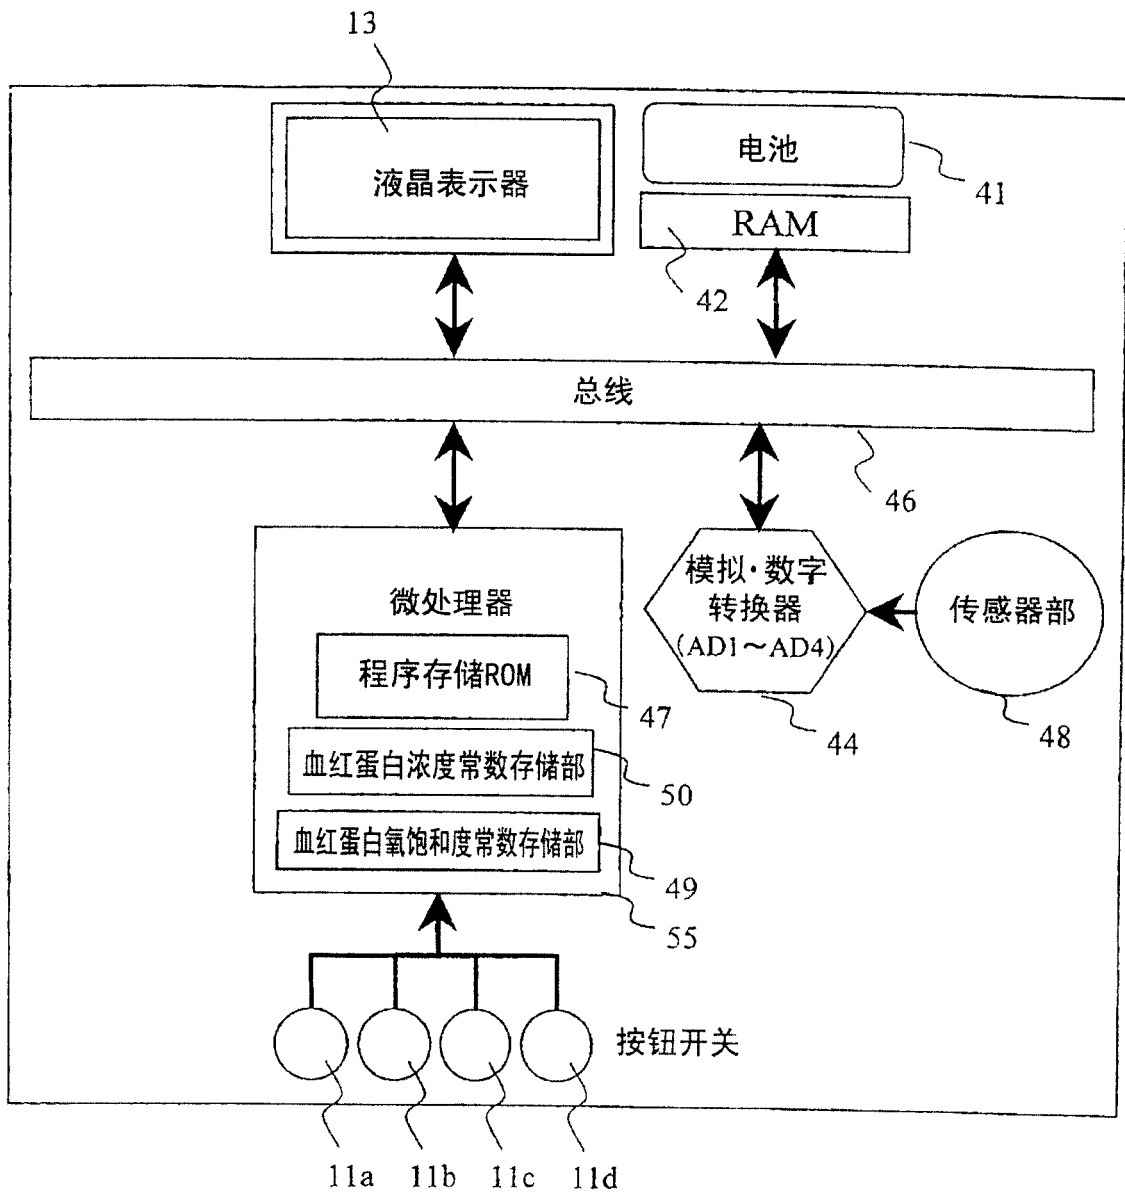 13
液晶表示器
电池
41
RAM
42
总线
46
微处理器
程序存储ROM
47
血红蛋白浓度常数存储部
50
血红蛋白氧饱和度常数存储部
49
55
模拟·数字
转换器
(AD1～AD4)
44
传感器部
48
按钮开关
11a
11b
11c
11d